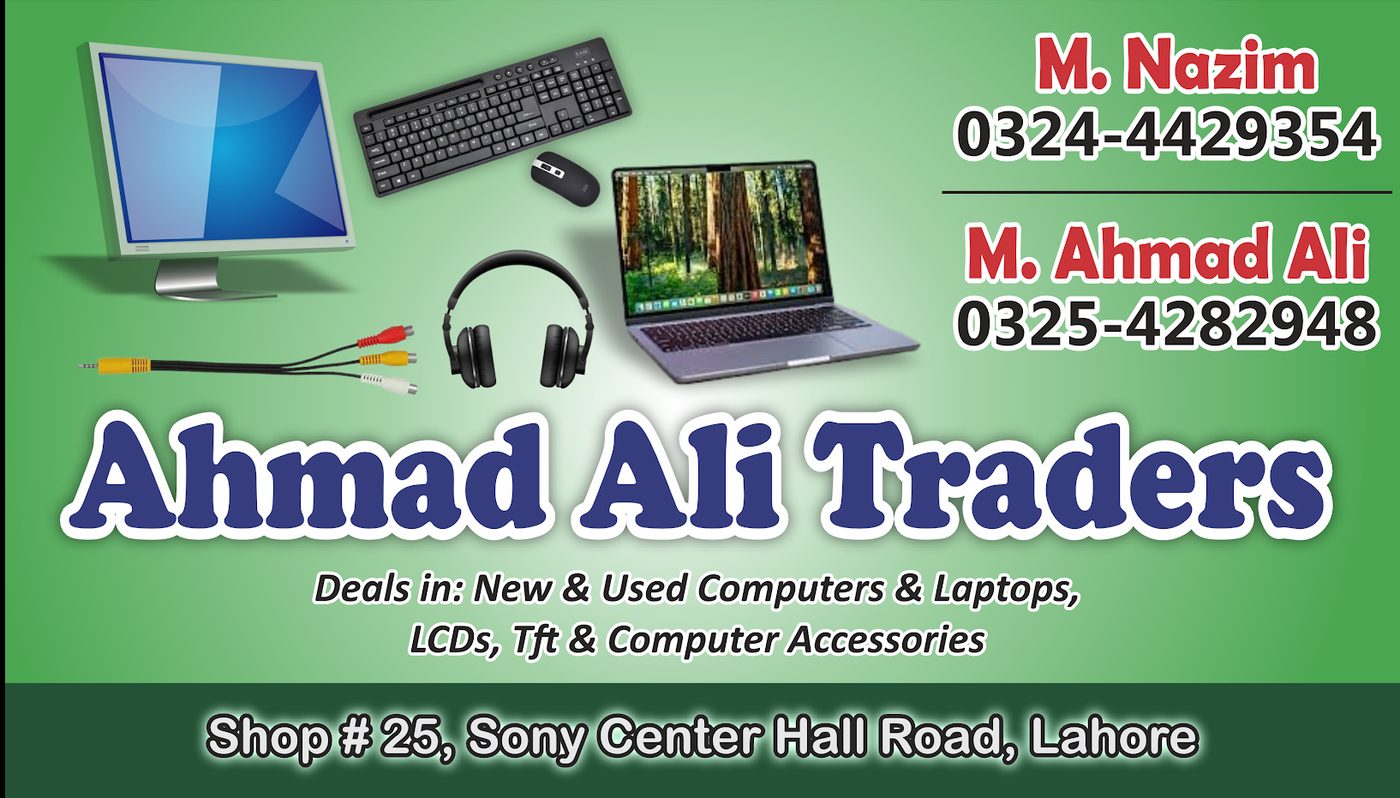 M. Nazim
0324-4429354
M. Ahmad Ali
0325-4282948
Ahmad Ali Traders
Deals in: New & Used Computers & Laptops,
LCDs, Tft & Computer Accessories
Shop # 25, Sony Center Hall Road, Lahore